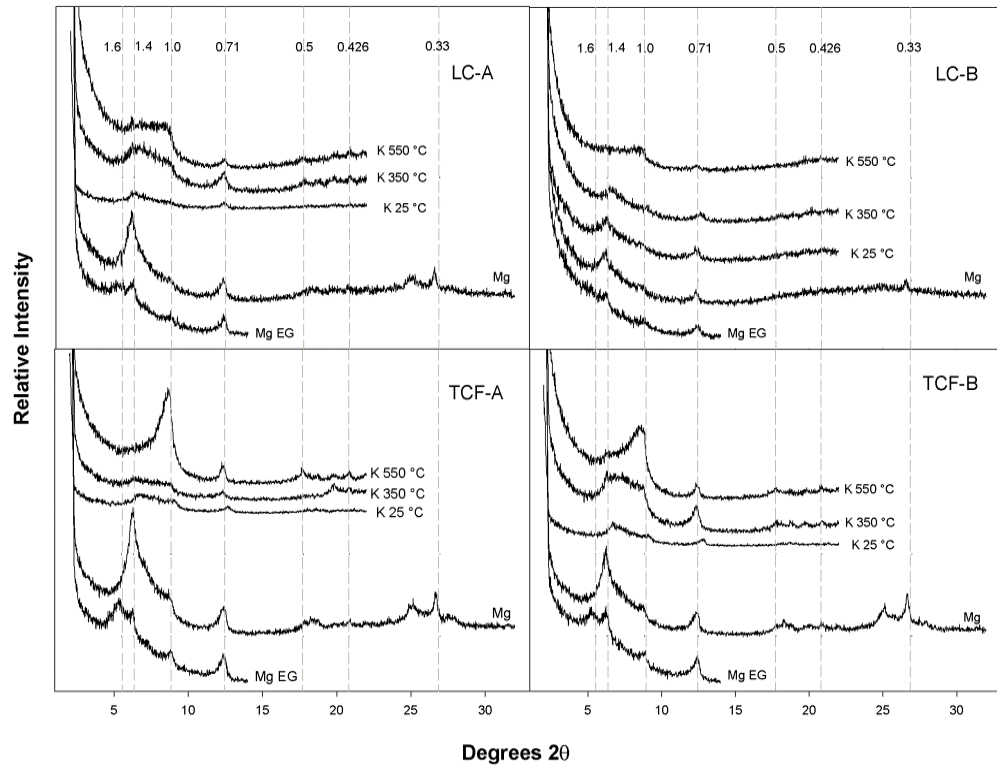 1.6 1.4 1.0 0.71 0.5 0.426 0.33
LC-A
K 550 °C
K 350 °C
K 25 °C
Mg
Mg EG
1.6 1.4 1.0 0.71 0.5 0.426 0.33
LC-B
K 550 °C
K 350 °C
K 25 °C
Mg
Mg EG
Relative Intensity
TCF-A
K 550 °C
K 350 °C
K 25 °C
Mg
Mg EG
TCF-B
K 550 °C
K 350 °C
K 25 °C
Mg
Mg EG
5 10 15 20 25 30
5 10 15 20 25 30
Degrees 2θ